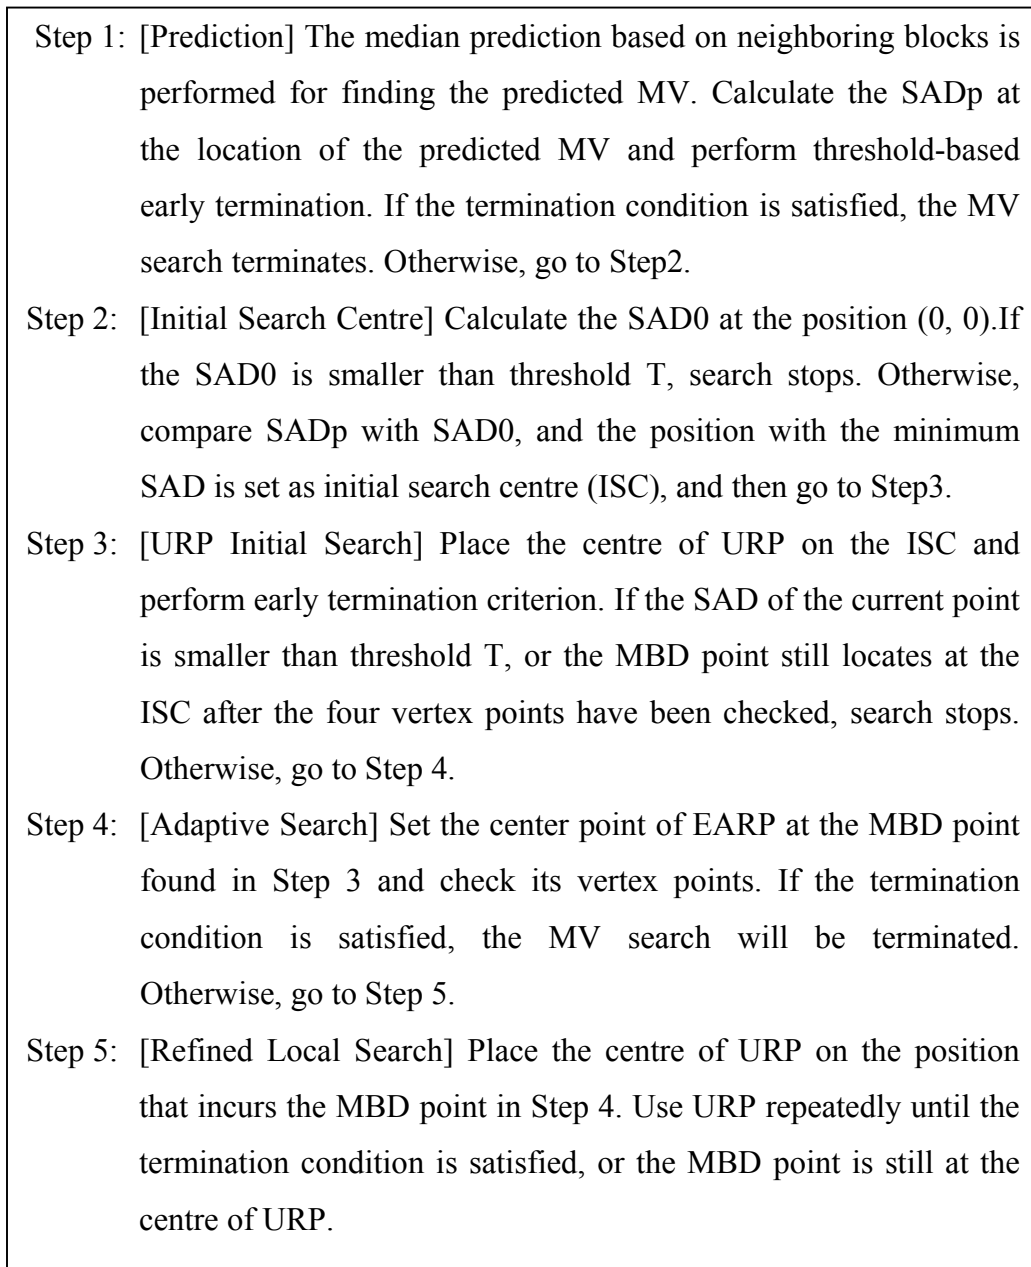 Step 1: [Prediction] The median prediction based on neighboring blocks is
performed for finding the predicted MV. Calculate the SADp at
the location of the predicted MV and perform threshold-based
early termination. If the termination condition is satisfied, the MV
search terminates. Otherwise, go to Step2.
Step 2: [Initial Search Centre] Calculate the SAD0 at the position (0, 0).If
the SAD0 is smaller than threshold T, search stops. Otherwise,
compare SADp with SAD0, and the position with the minimum
SAD is set as initial search centre (ISC), and then go to Step3.
Step 3: [URP Initial Search] Place the centre of URP on the ISC and
perform early termination criterion. If the SAD of the current point
is smaller than threshold T, or the MBD point still locates at the
ISC after the four vertex points have been checked, search stops.
Otherwise, go to Step 4.
Step 4: [Adaptive Search] Set the center point of EARP at the MBD point
found in Step 3 and check its vertex points. If the termination
condition is satisfied, the MV search will be terminated.
Otherwise, go to Step 5.
Step 5: [Refined Local Search] Place the centre of URP on the position
that incurs the MBD point in Step 4. Use URP repeatedly until the
termination condition is satisfied, or the MBD point is still at the
centre of URP.